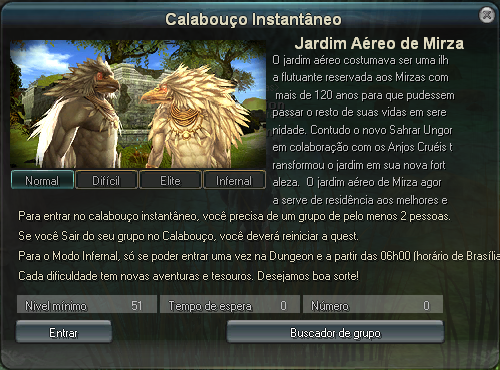 Calabouço Instantâneo
Jardim Aéreo de Mirza
O jardim aéreo costumava ser uma ilh
a flutuante reservada aos Mirzas com
mais de 120 anos para que pudessem
passar o resto de suas vidas em sere
nidade. Contudo o novo Sahrar Ungor
em colaboração com os Anjos Cruéis t
ransformou o jardim em sua nova fort
aleza. O jardim aéreo de Mirza agor
a serve de residência aos melhores e
Normal Difícil Elite Infernal
Para entrar no calabouço instantâneo, você precisa de um grupo de pelo menos 2 pessoas.
Se você Sair do seu grupo no Calabouço, você deverá reiniciar a quest.
Para o Modo Infernal, só se poder entrar uma vez na Dungeon e a partir das 06h00 (horário de Brasília
Cada dificuldade tem novas aventuras e tesouros. Desejamos boa sorte!
Nível mínimo 51 Tempo de espera 0 Número 0
Entrar Buscador de grupo